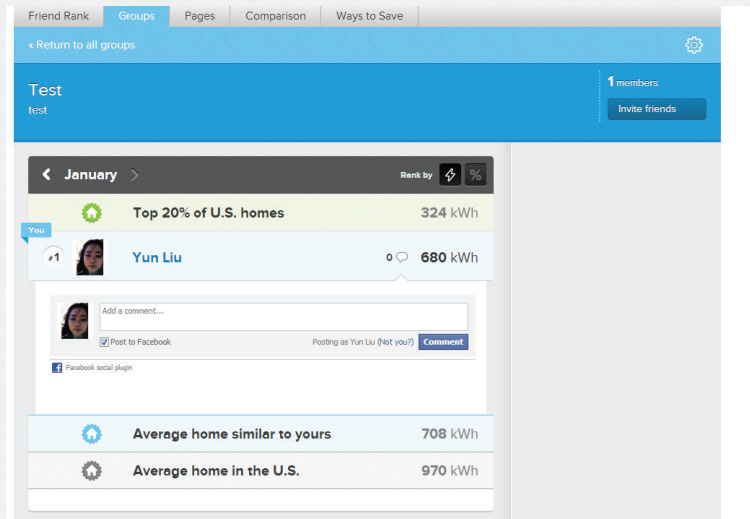 Friend Rank Groups Pages Comparison Ways to Save
« Return to all groups
Test
test
1 members
Invite friends
January
Rank by
%
Top 20% of U.S. homes 324 kWh
You
#1 Yun Liu 0 680 kWh
Add a comment...
Post to Facebook Posting as Yun Liu (Not you?) Comment
f Facebook social plugin
Average home similar to yours 708 kWh
Average home in the U.S. 970 kWh